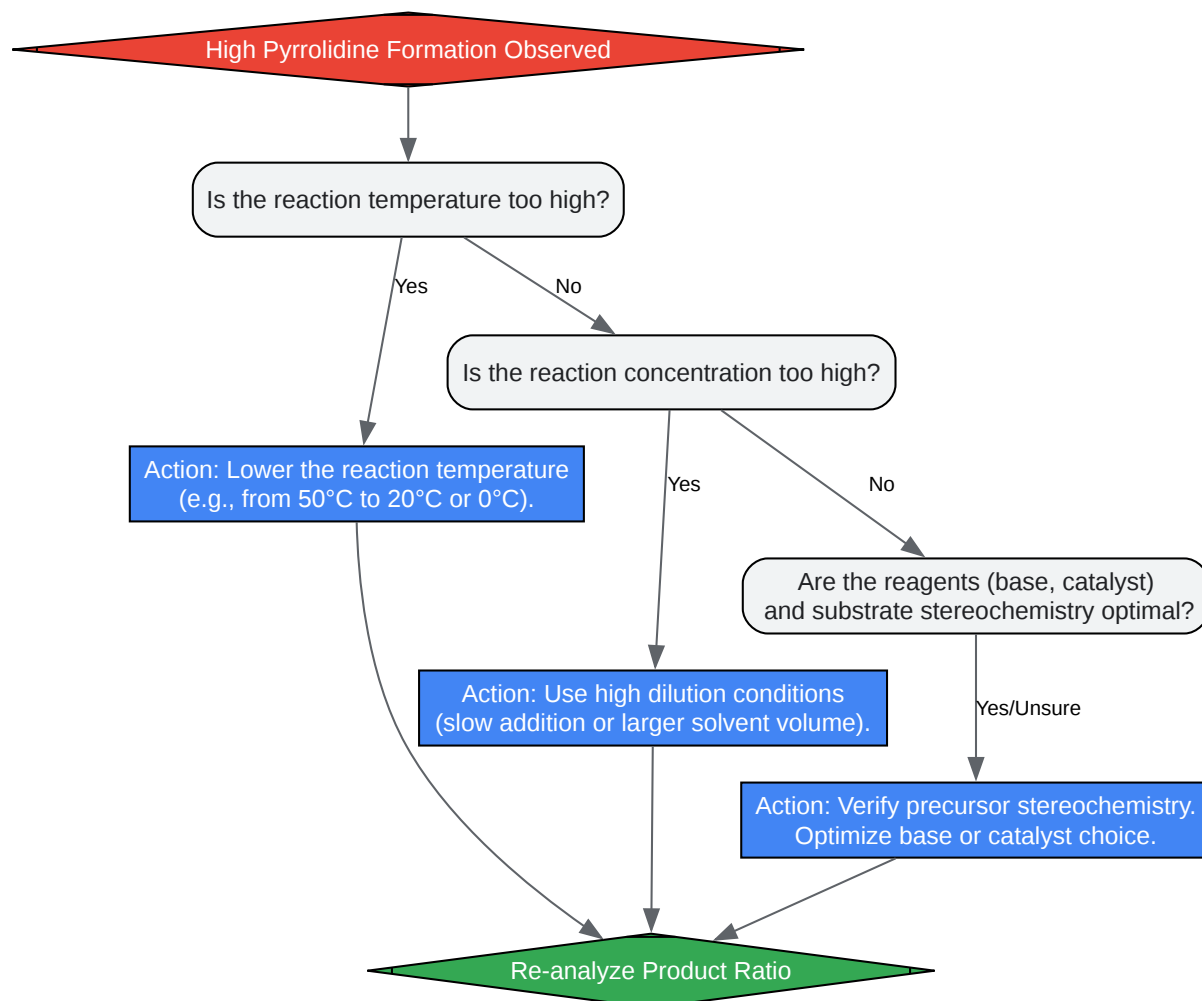 High Pyrrolidine Formation Observed
Is the reaction temperature too high?
Yes
No
Is the reaction concentration too high?
Action: Lower the reaction temperature
(e.g., from 50°C to 20°C or 0°C).
Yes
No
Are the reagents (base, catalyst)
and substrate stereochemistry optimal?
Action: Use high dilution conditions
(slow addition or larger solvent volume).
Yes/Unsure
Action: Verify precursor stereochemistry.
Optimize base or catalyst choice.
Re-analyze Product Ratio